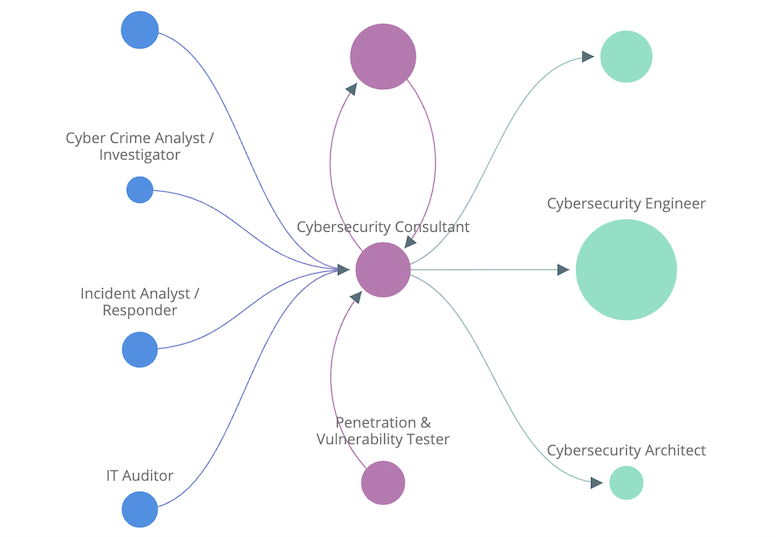 Cyber Crime Analyst /
Investigator
Incident Analyst /
Responder
IT Auditor
Cybersecurity Consultant
Penetration &
Vulnerability Tester
Cybersecurity Engineer
Cybersecurity Architect